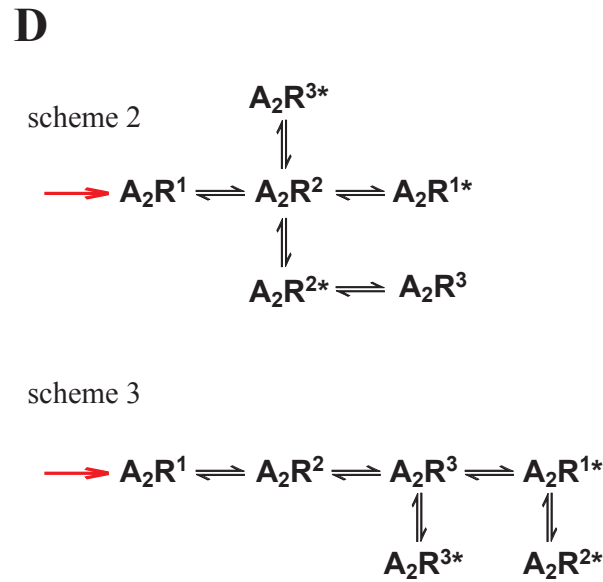 D
scheme 2
A₂R³*
A₂R¹ ⇌ A₂R² ⇌ A₂R¹*
A₂R²* ⇌ A₂R³
scheme 3
A₂R¹ ⇌ A₂R² ⇌ A₂R³ ⇌ A₂R¹*
A₂R³* A₂R²*